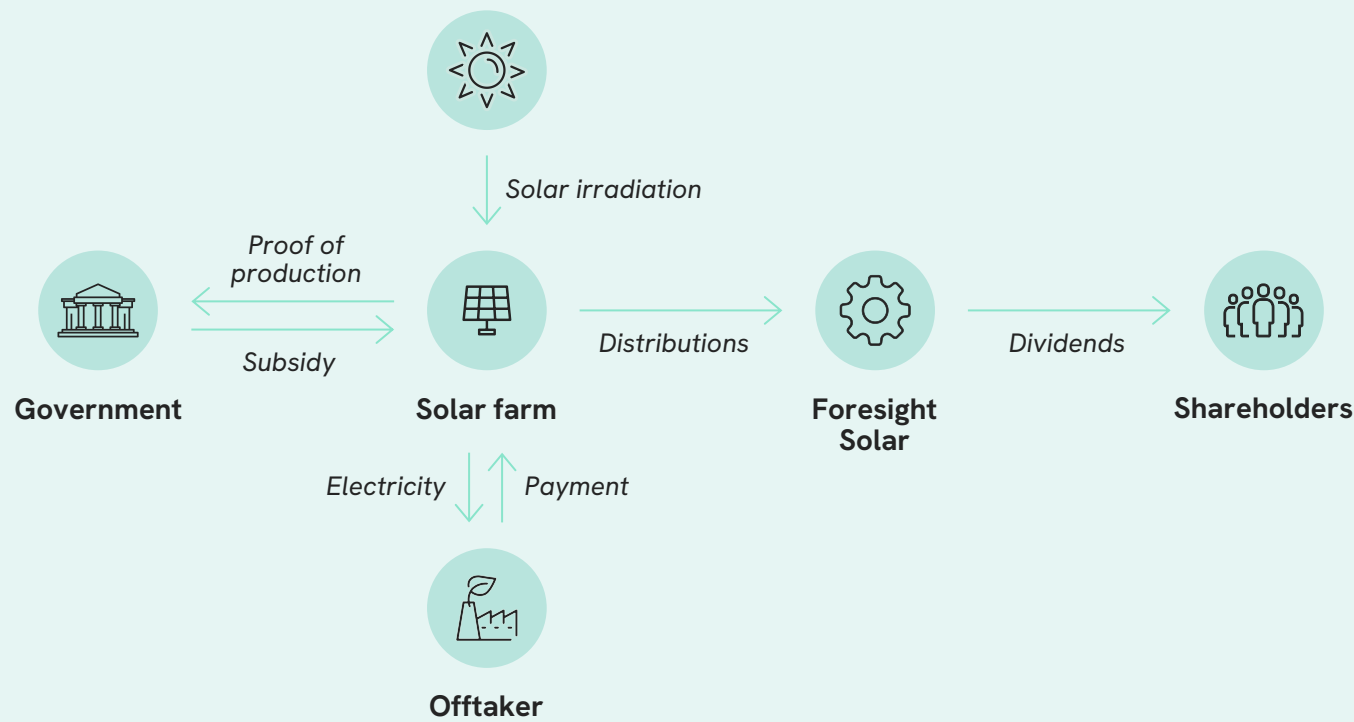 Solar irradiation
Proof of
production
Subsidy
Distributions
Dividends
Government
Solar farm
Foresight
Solar
Shareholders
Electricity
Payment
Offtaker